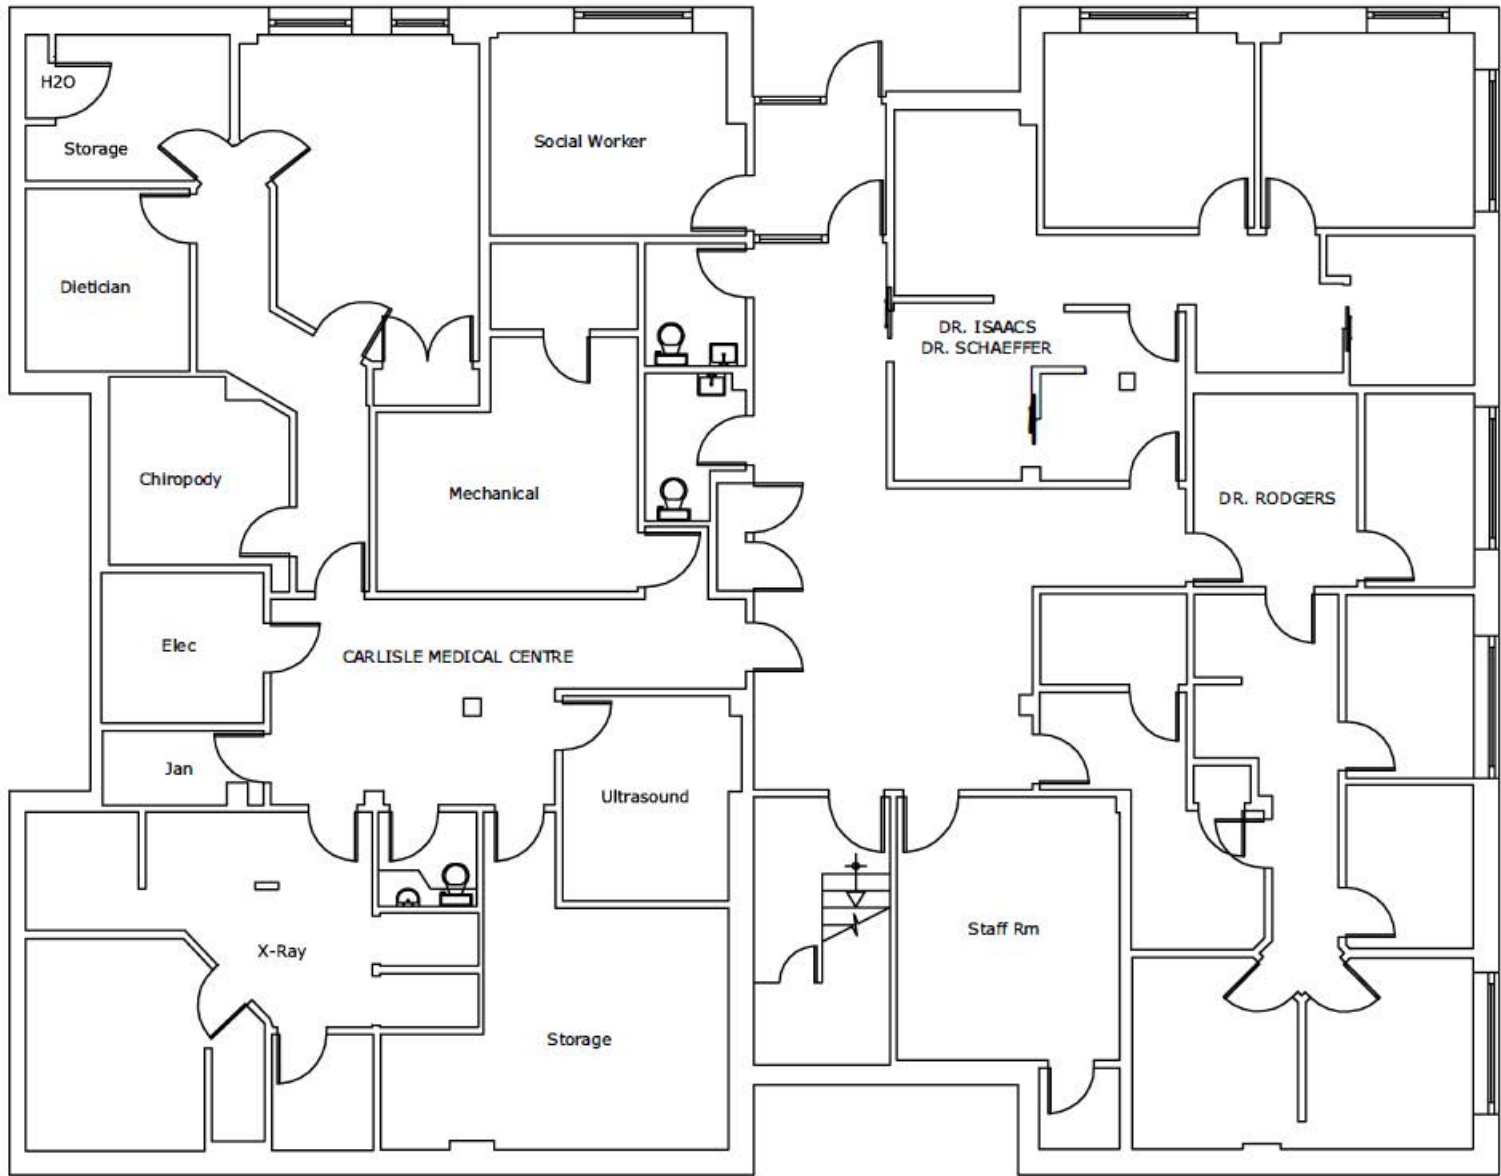 H2O
Storage
Social Worker
Dietician
DR. ISAACS
DR. SCHAEFFER
Chiropody
Mechanical
DR. RODGERS
Elec
CARLISLE MEDICAL CENTRE
Jan
Ultrasound
Staff Rm
X-Ray
Storage